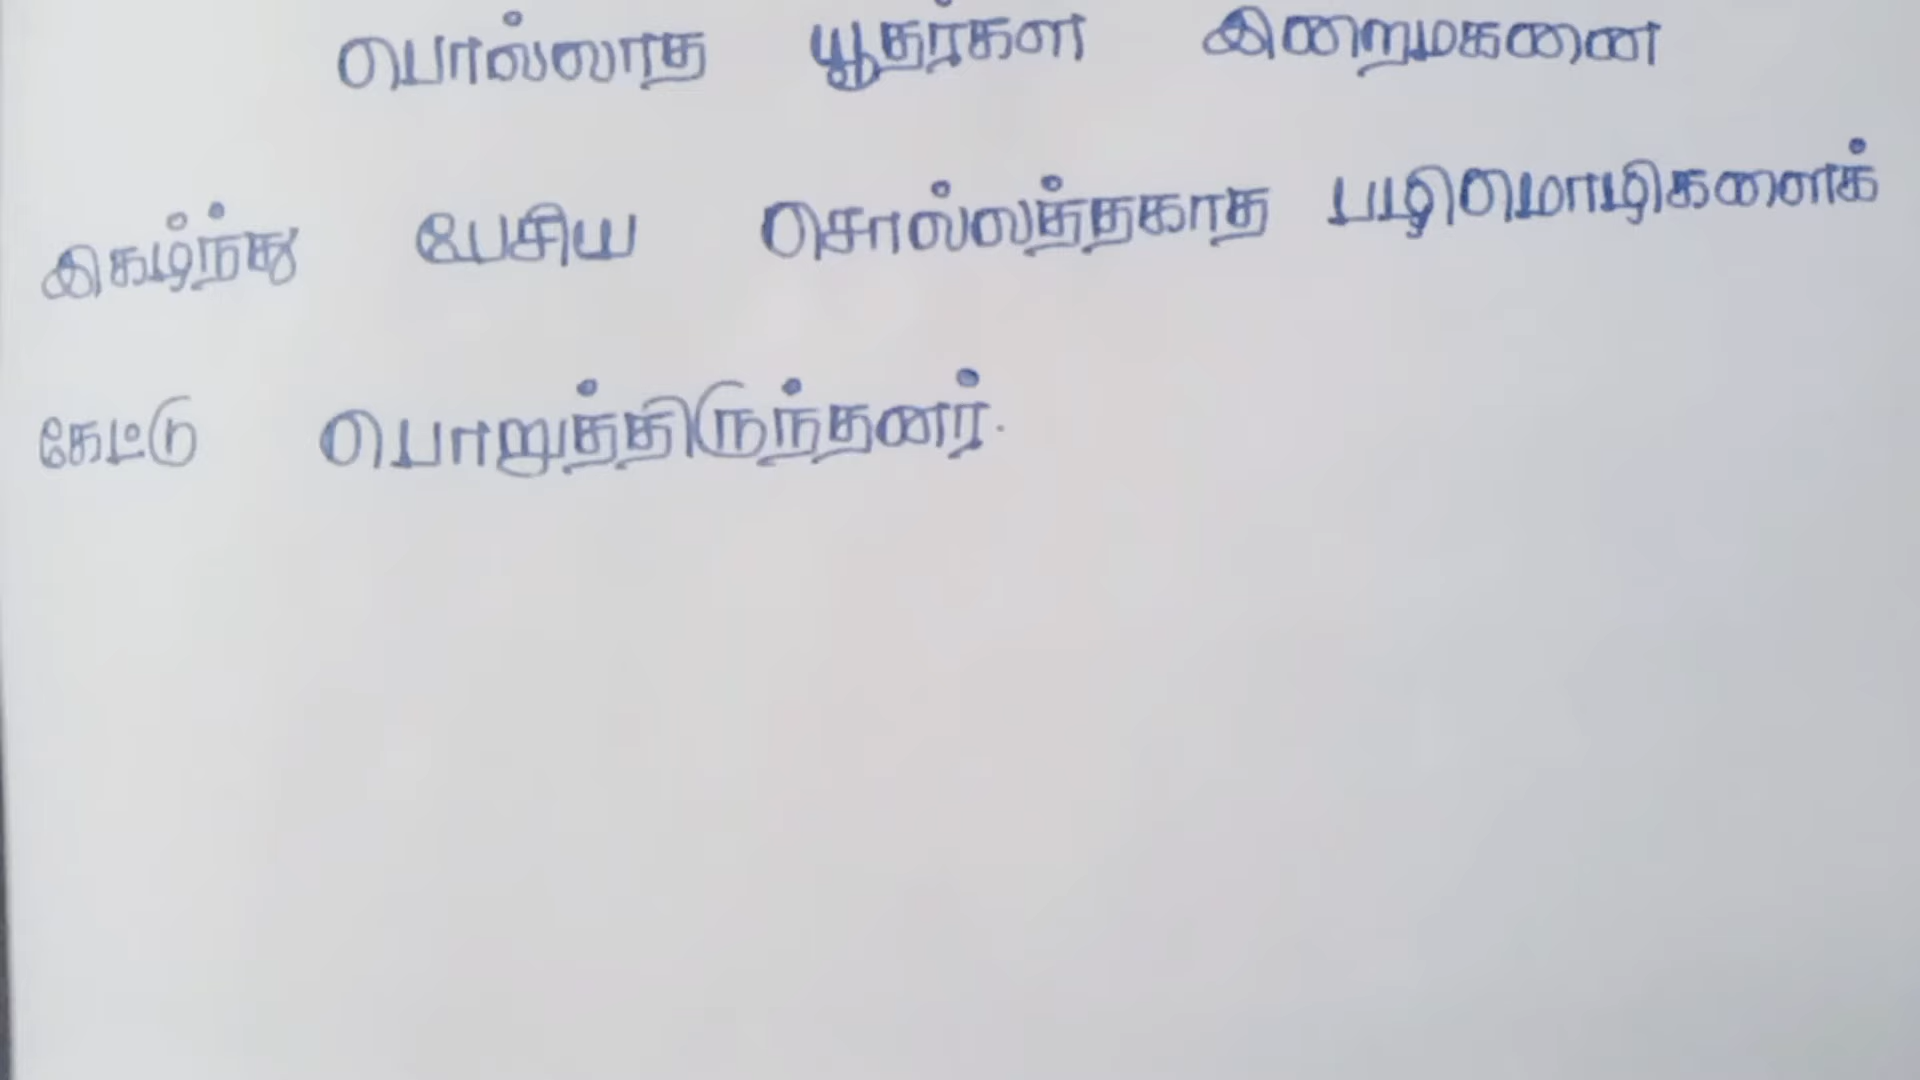 பொல்லாத யூதர்கள் இறைமகனை
இகழ்ந்து பேசிய சொல்லத்தகாத பழிமொழிகளைக்
கேட்டு பொறுத்திருந்தனர்.